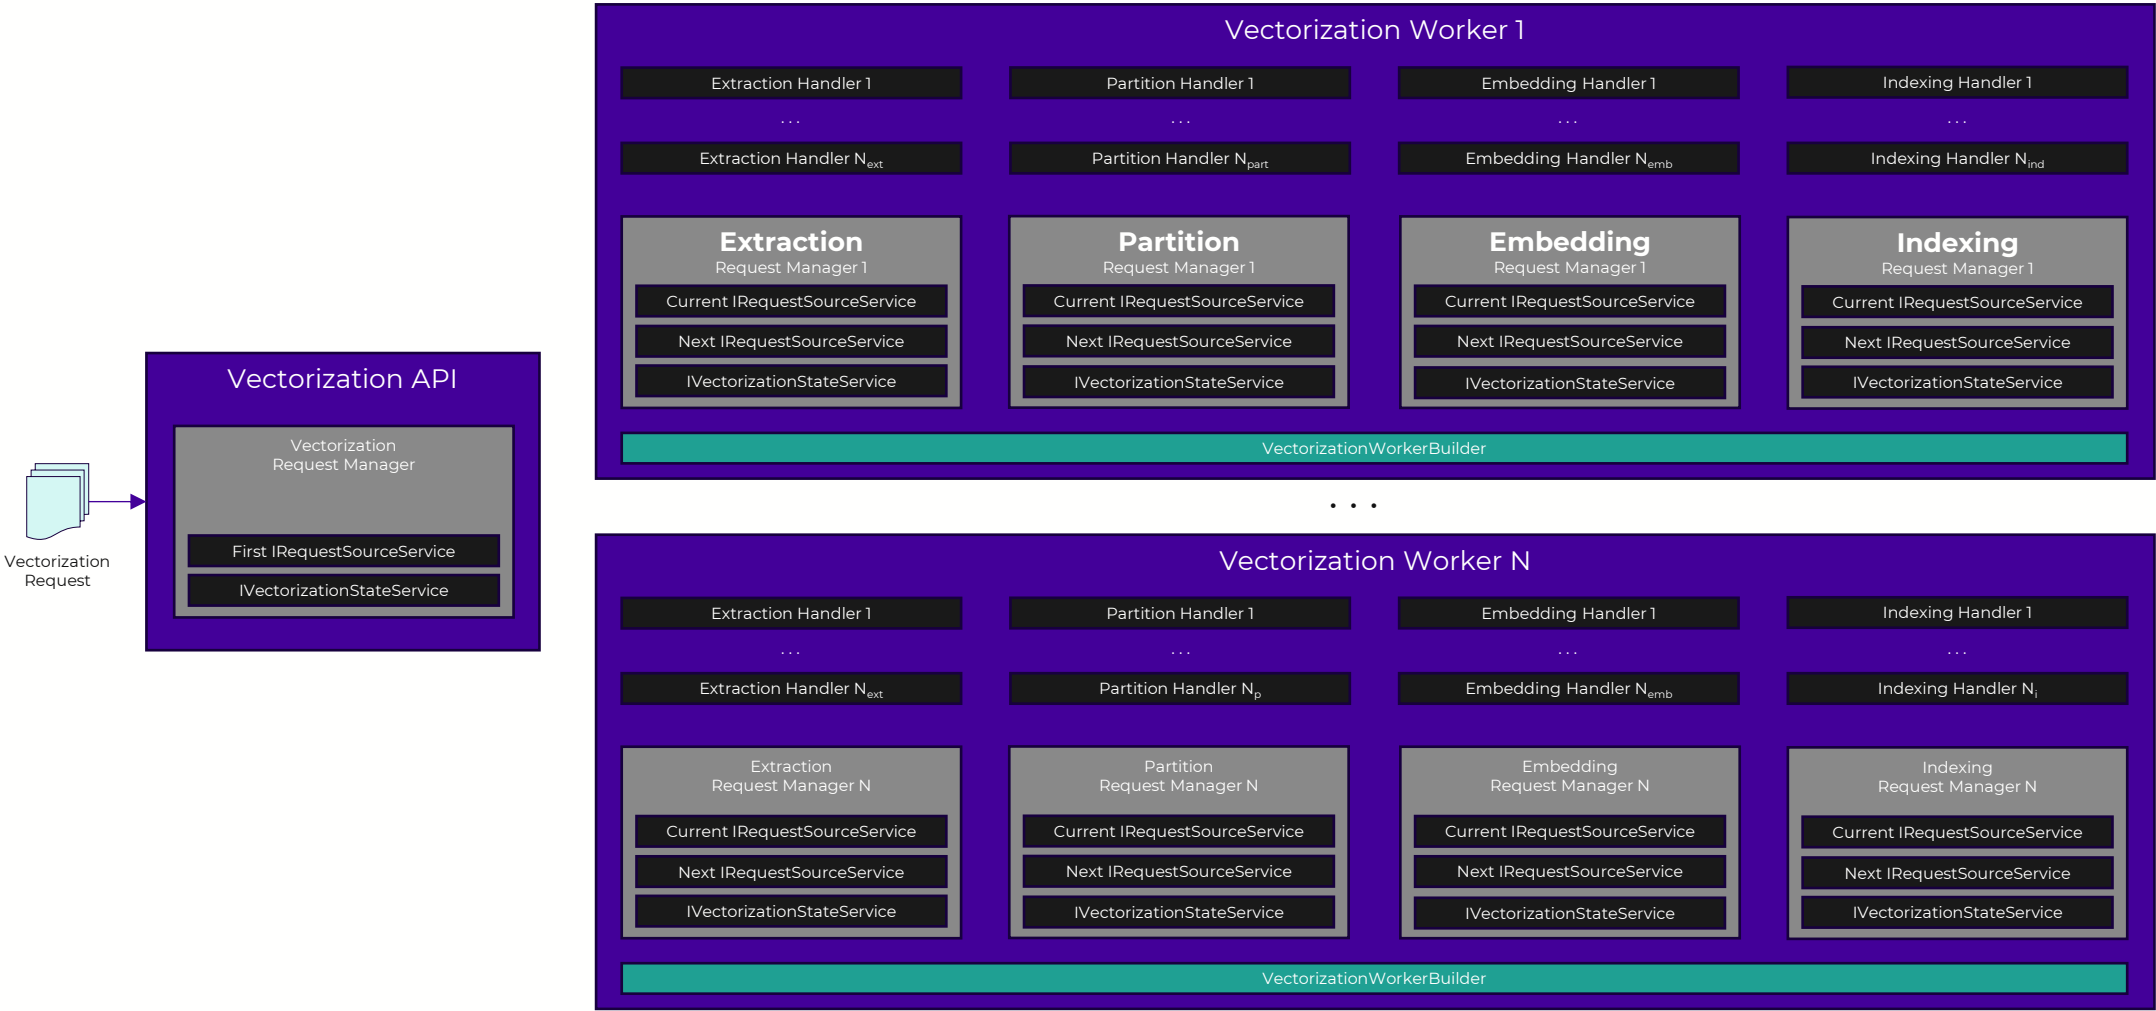 Vectorization
Request
Vectorization API
Vectorization
Request Manager
First IRequestSourceService
IVectorizationStateService
Vectorization Worker 1
Extraction Handler 1
...
Extraction Handler Next
Partition Handler 1
...
Partition Handler Npart
Embedding Handler 1
...
Embedding Handler Nemb
Indexing Handler 1
...
Indexing Handler Nind
Extraction
Request Manager 1
Current IRequestSourceService
Next IRequestSourceService
IVectorizationStateService
Partition
Request Manager 1
Current IRequestSourceService
Next IRequestSourceService
IVectorizationStateService
Embedding
Request Manager 1
Current IRequestSourceService
Next IRequestSourceService
IVectorizationStateService
Indexing
Request Manager 1
Current IRequestSourceService
Next IRequestSourceService
IVectorizationStateService
VectorizationWorkerBuilder
...
Vectorization Worker N
Extraction Handler 1
...
Extraction Handler Next
Partition Handler 1
...
Partition Handler Np
Embedding Handler 1
...
Embedding Handler Nemb
Indexing Handler 1
...
Indexing Handler Ni
Extraction
Request Manager N
Current IRequestSourceService
Next IRequestSourceService
IVectorizationStateService
Partition
Request Manager N
Current IRequestSourceService
Next IRequestSourceService
IVectorizationStateService
Embedding
Request Manager N
Current IRequestSourceService
Next IRequestSourceService
IVectorizationStateService
Indexing
Request Manager N
Current IRequestSourceService
Next IRequestSourceService
IVectorizationStateService
VectorizationWorkerBuilder